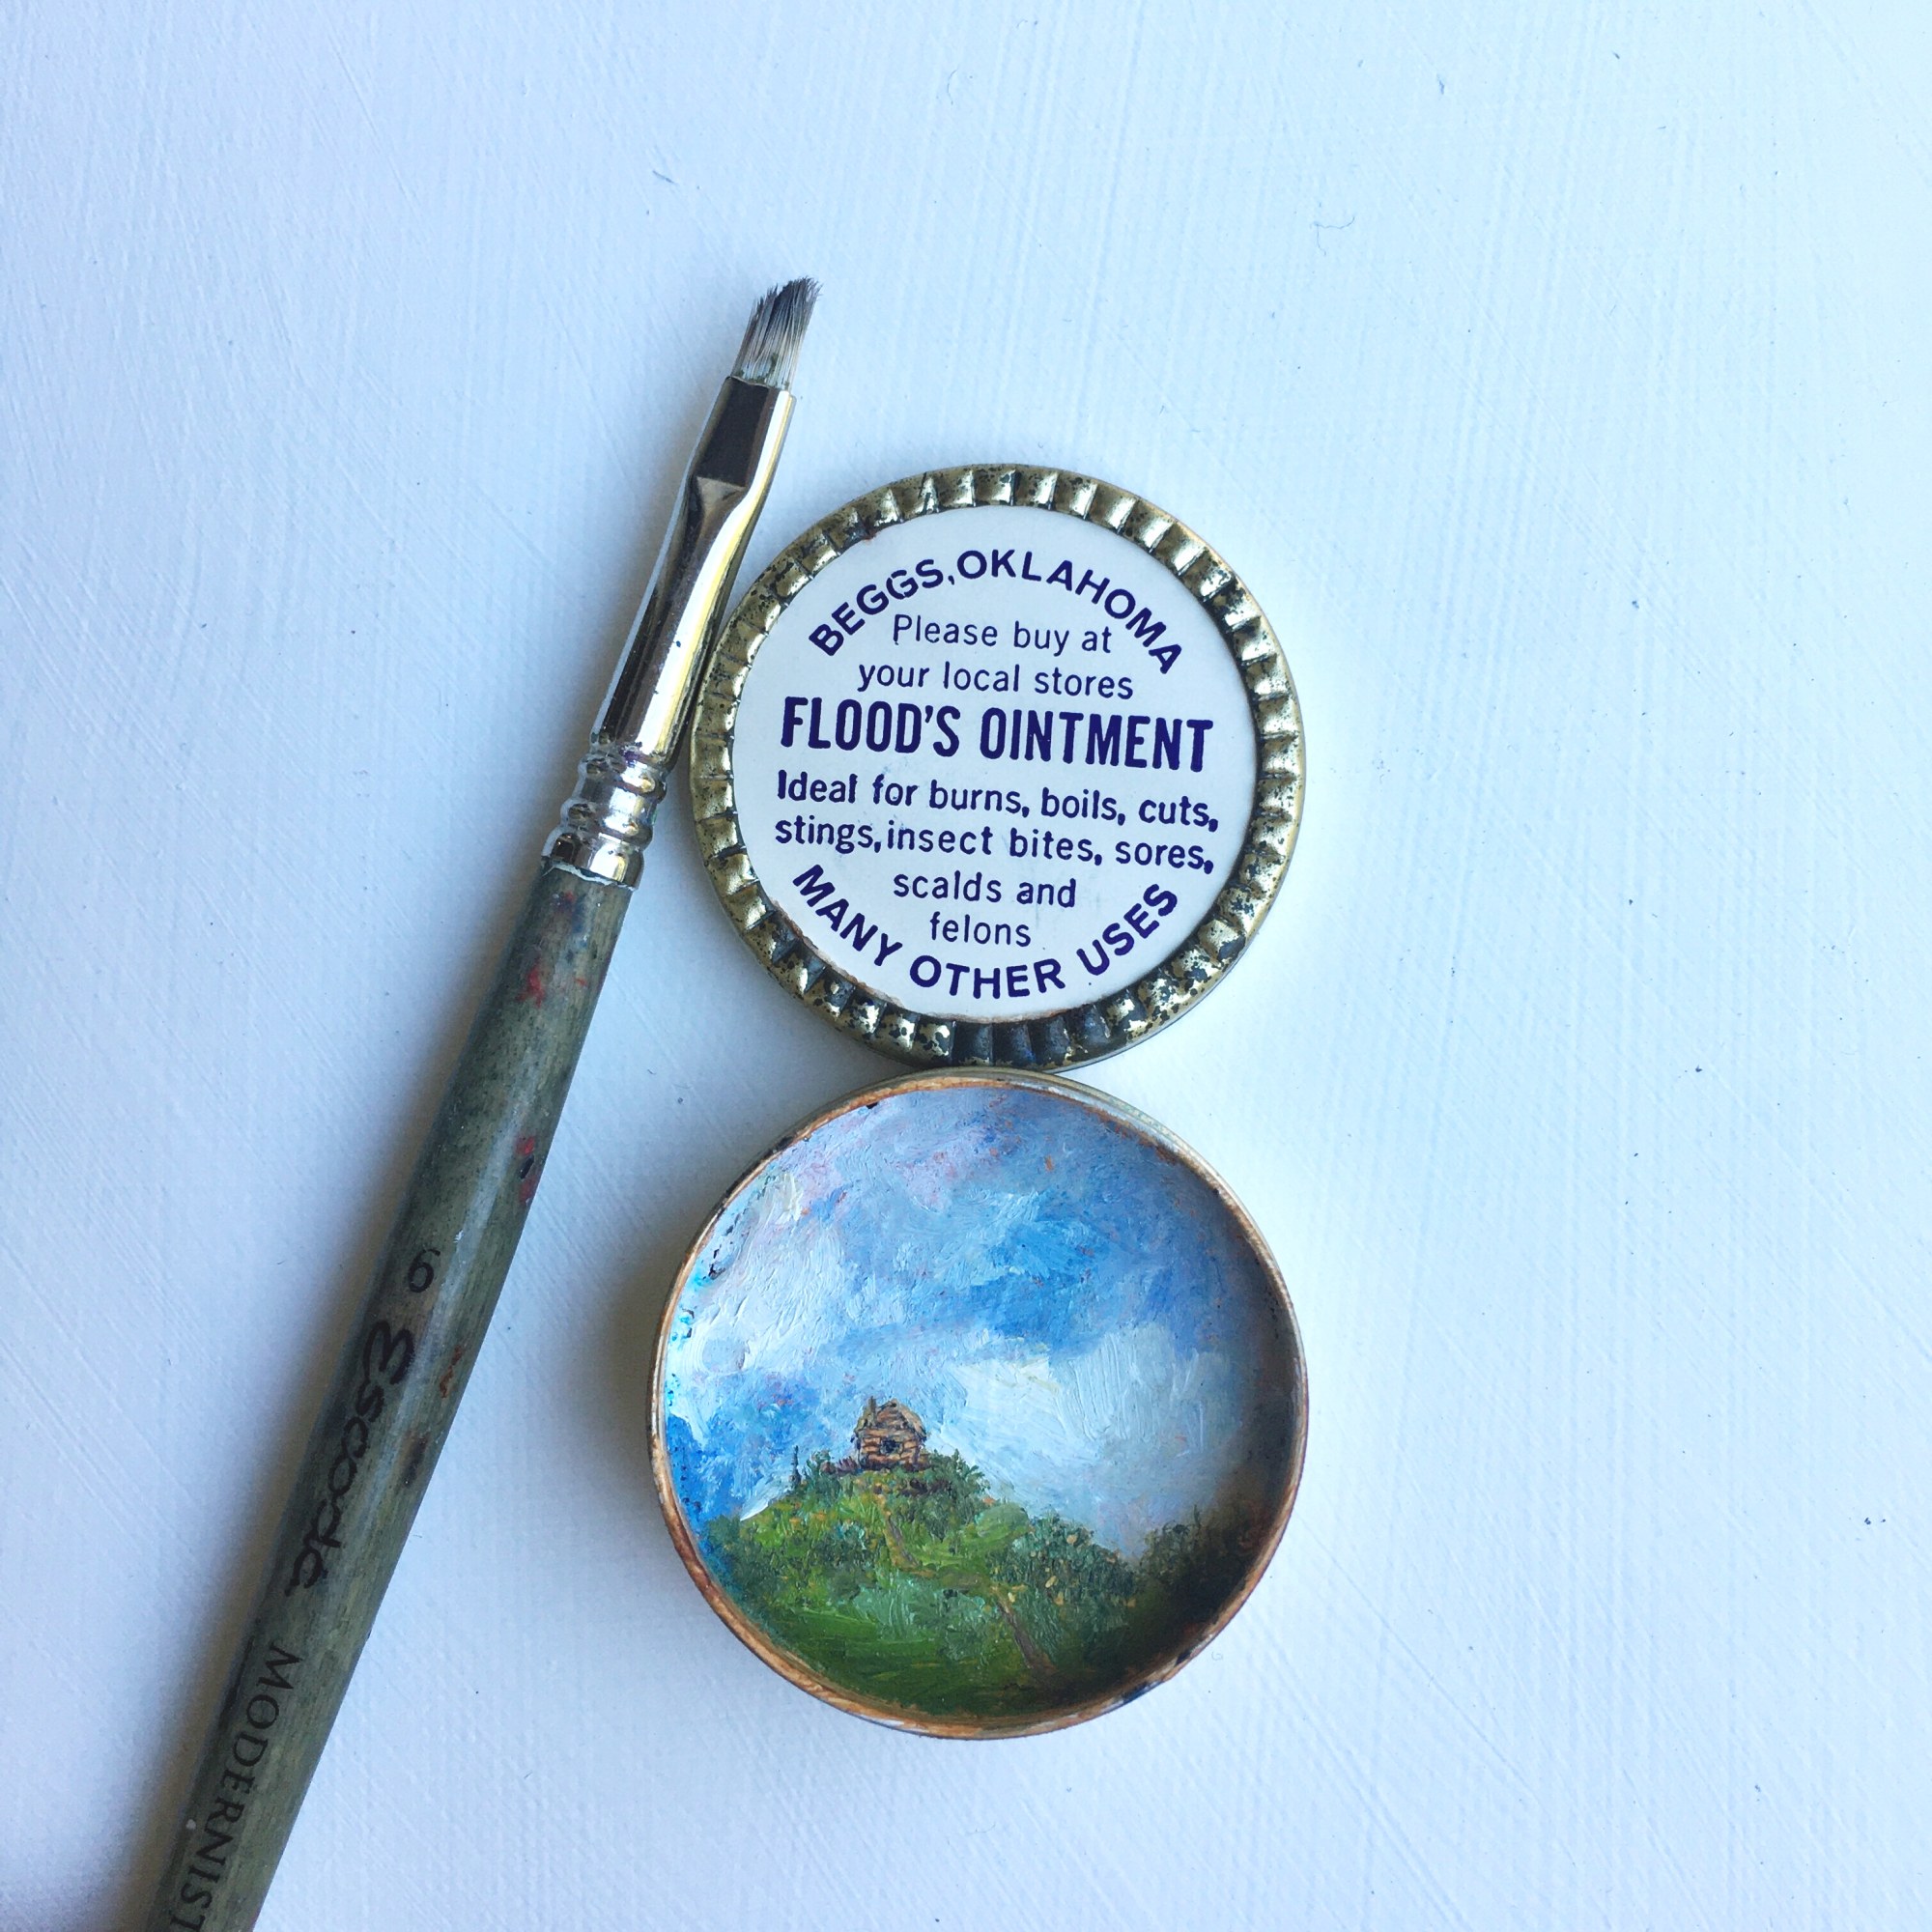 BEGGS, OKLAHOMA
Please buy at
your local stores
FLOOD'S OINTMENT
Ideal for burns, boils, cuts,
stings, insect bites, sores,
scalds and
felons
MANY OTHER USES
6
Escoda
MODERNIST